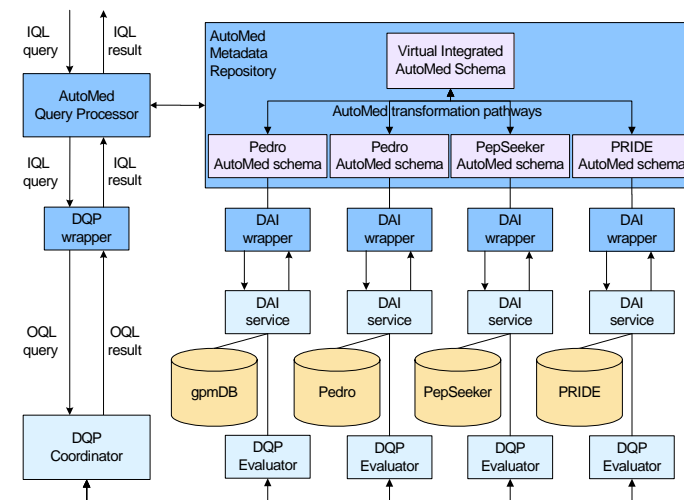 IQL
query
IQL
result
AutoMed
Query Processor
IQL
query
IQL
result
DQP
wrapper
OQL
query
OQL
result
DQP
Coordinator
AutoMed
Metadata
Repository
Virtual Integrated
AutoMed Schema
AutoMed transformation pathways
Pedro
AutoMed schema
Pedro
AutoMed schema
PepSeeker
AutoMed schema
PRIDE
AutoMed schema
DAI
wrapper
DAI
wrapper
DAI
wrapper
DAI
wrapper
DAI
service
DAI
service
DAI
service
DAI
service
gpmDB
Pedro
PepSeeker
PRIDE
DQP
Evaluator
DQP
Evaluator
DQP
Evaluator
DQP
Evaluator